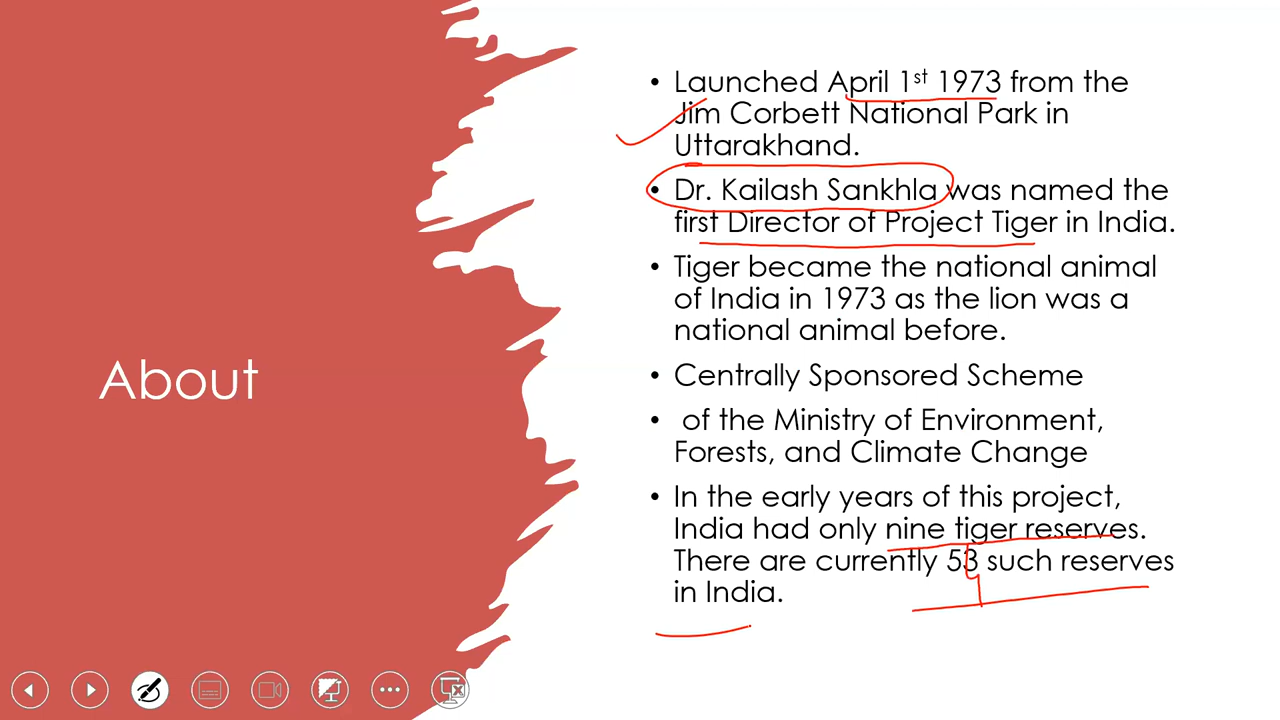 About
• Launched April 1st 1973 from the
Jim Corbett National Park in
Uttarakhand.
• Dr. Kailash Sankhla was named the
first Director of Project Tiger in India.
• Tiger became the national animal
of India in 1973 as the lion was a
national animal before.
• Centrally Sponsored Scheme
• of the Ministry of Environment,
Forests, and Climate Change
• In the early years of this project,
India had only nine tiger reserves.
There are currently 53 such reserves
in India.